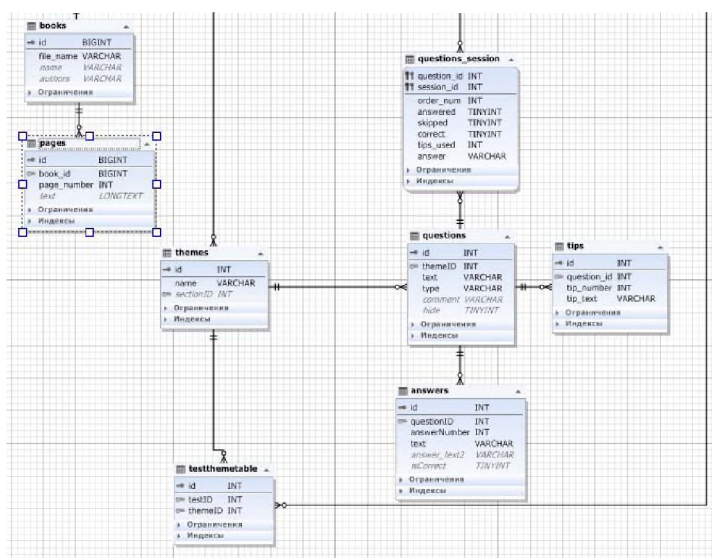 books
id BIGINT
file_name VARCHAR
name VARCHAR
authors VARCHAR
Ограничения
pages
id BIGINT
book_id BIGINT
page_number INT
text LONGTEXT
Ограничения
Индексы
questions_session
question_id INT
session_id INT
order_num INT
answered TINYINT
skipped TINYINT
correct TINYINT
tips_used INT
answer VARCHAR
Ограничения
Индексы
themes
id INT
name VARCHAR
sectionID INT
Ограничения
Индексы
questions
id INT
themeID INT
text VARCHAR
type VARCHAR
comment VARCHAR
hide TINYINT
Ограничения
Индексы
tips
id INT
question_id INT
tip_number INT
tip_text VARCHAR
Ограничения
Индексы
answers
id INT
questionID INT
answerNumber INT
text VARCHAR
answer_text2 VARCHAR
isCorrect TINYINT
Ограничения
Индексы
testthemetable
id INT
testID INT
themeID INT
Ограничения
Индексы